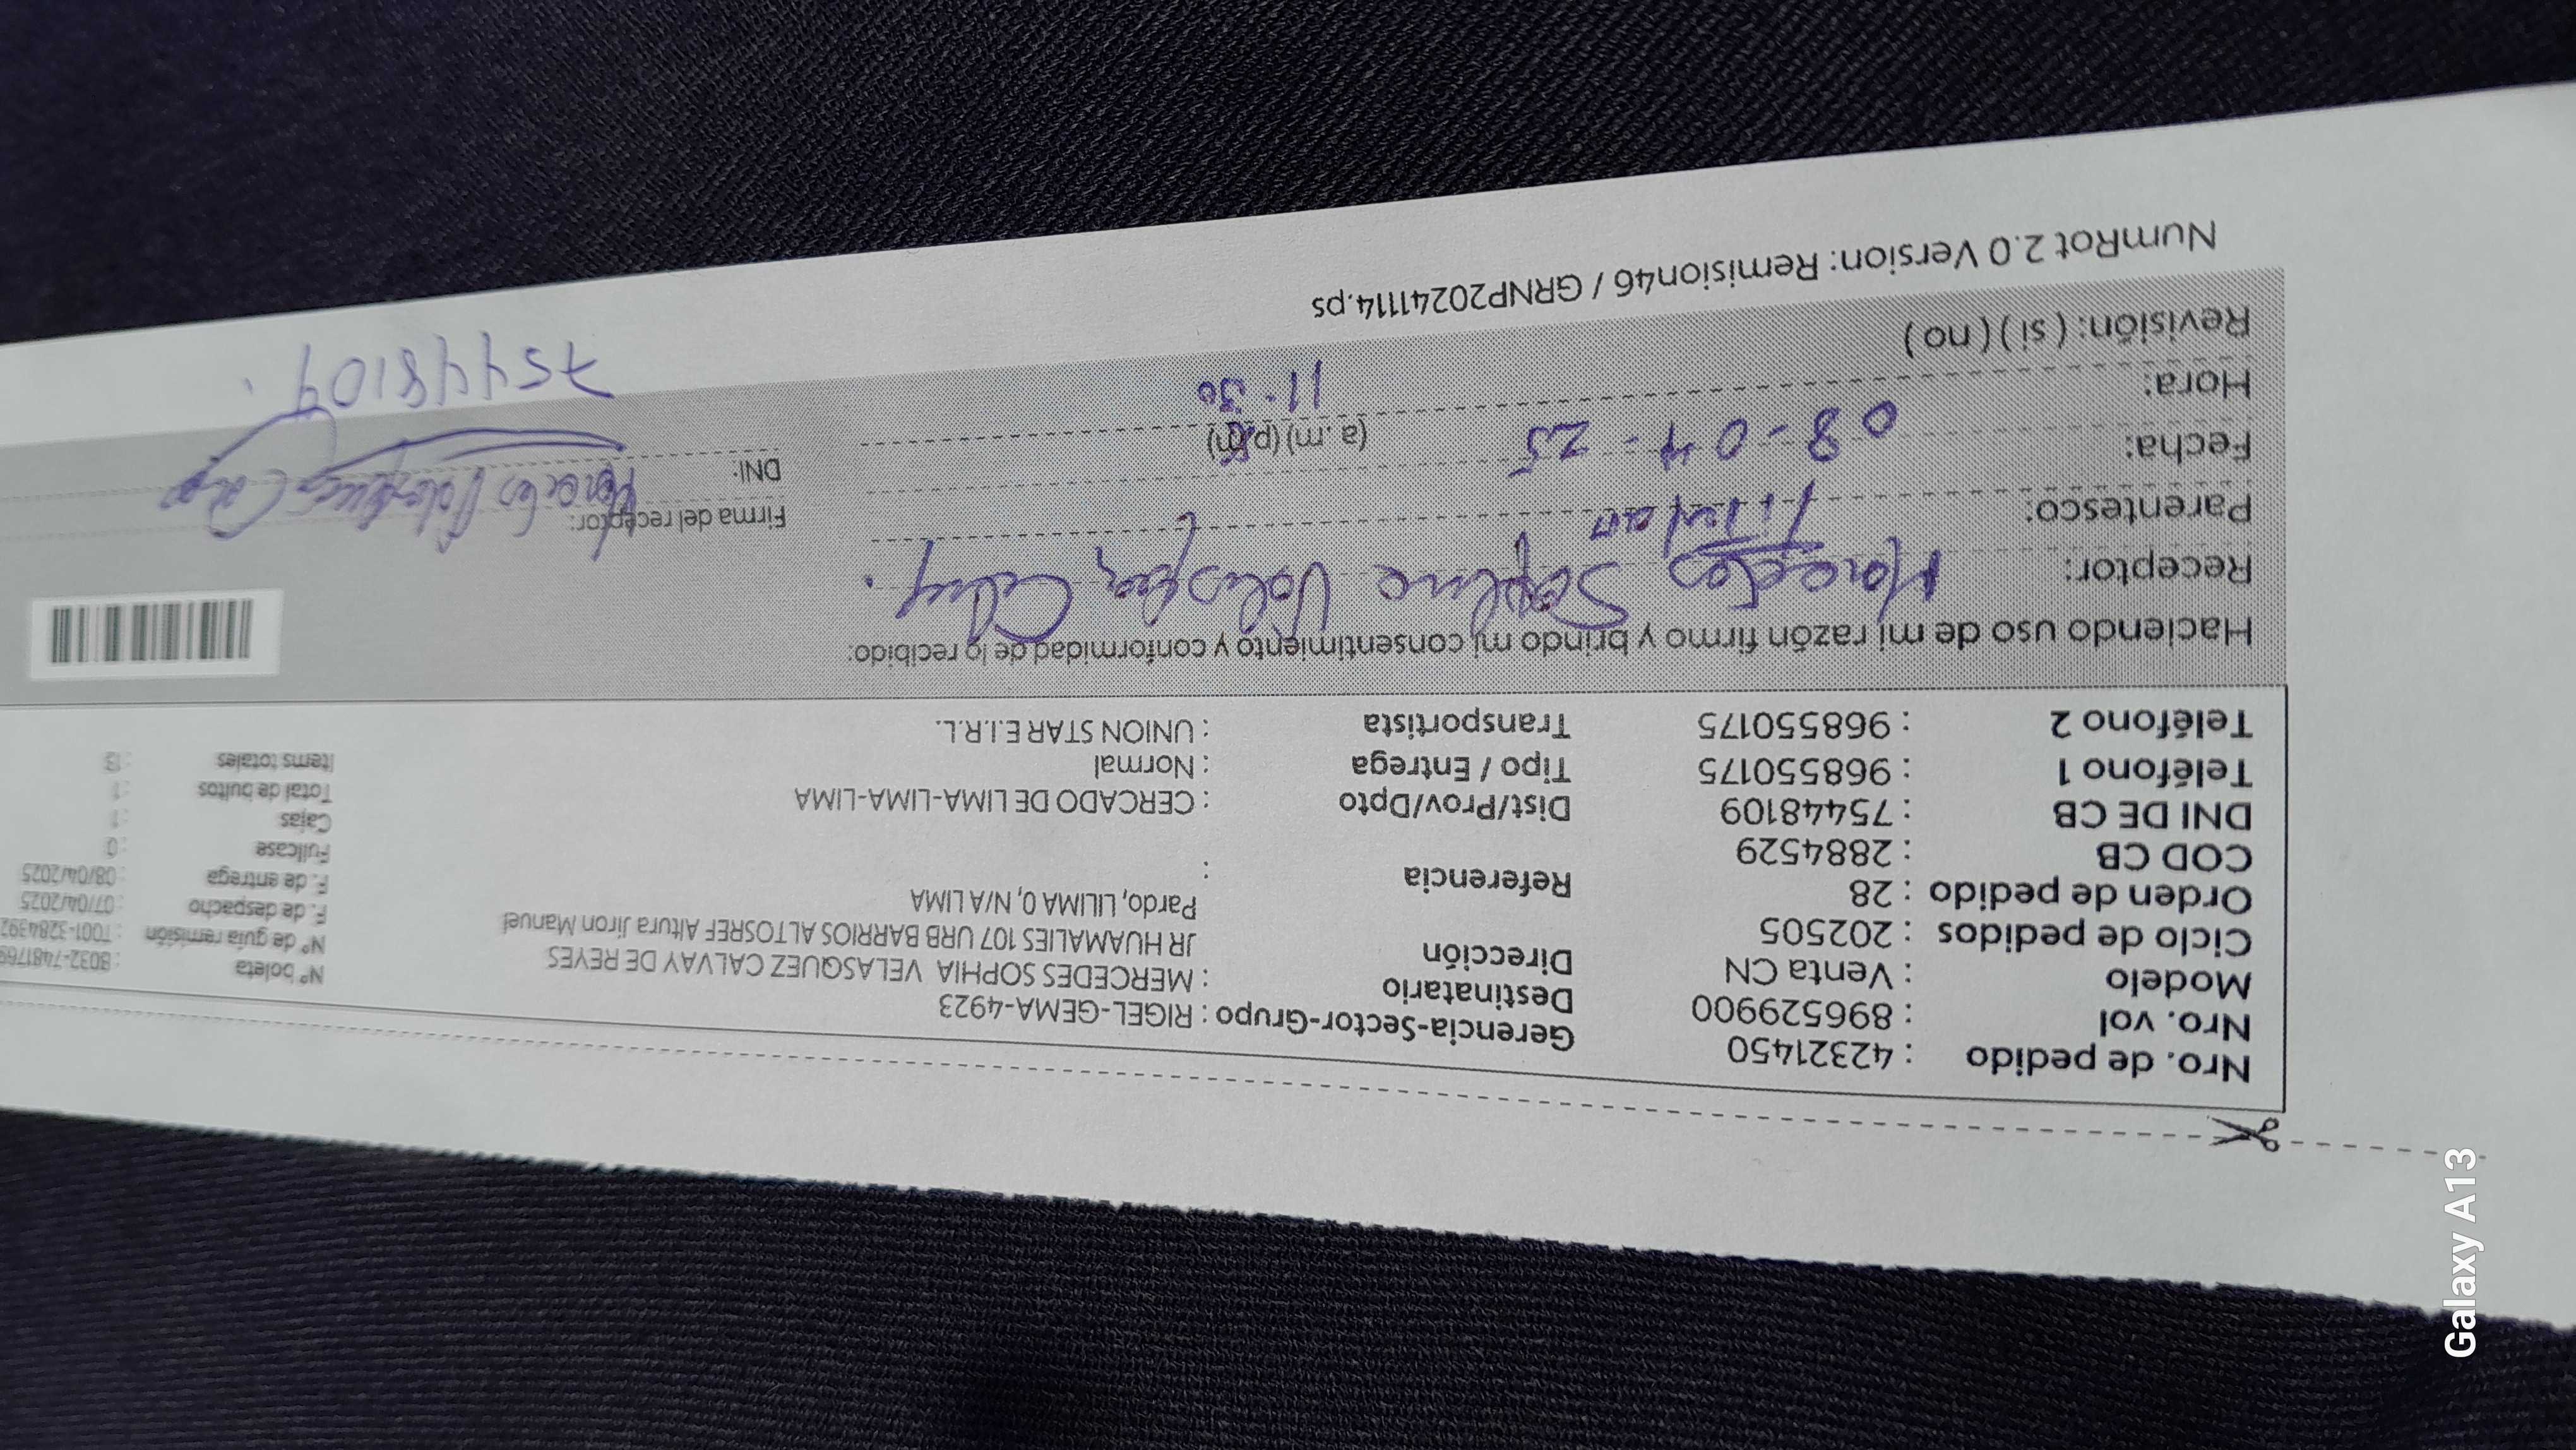 Nro. de pedido : 42321450
Nro. vol : 896529900
Modelo : Venta CN
Ciclo de pedidos : 202505
Orden de pedido : 28
COD CB : 2884529
DNI DE CB : 75448109
Teléfono 1 : 968550175
Teléfono 2 : 968550175
Gerencia-Sector-Grupo : RIGEL-GEMA-4923
Destinatario : MERCEDES SOPHIA VELASQUEZ CALVAY DE REYES
Dirección JR HUAMALIES 107 URB BARRIOS ALTOSREF Altura Jiron Manuel
Pardo, LILIMA 0, N/A LIMA
Referencia :
Dist/Prov/Dpto : CERCADO DE LIMA-LIMA-LIMA
Tipo / Entrega : Normal
Transportista : UNION STAR E.I.R.L.
Nº boleta : B032-7481769
Nº de guía remisión : T001-3284392
F. de despacho : 07/04/2025
F. de entrega : 08/04/2025
Fullcase : 0
Cajas : 1
Total de bultos : 1
Items totales : 13
Haciendo uso de mi razón firmo y brindo mi consentimiento y conformidad de lo recibido:
Receptor: Mercedes Velasquez
Parentesco: Titular
Fecha: 08-04-25
Hora: 11:30 (a.m) (p.m)
Revisión: ( si ) ( no )
Firma del receptor: Mercedes Velasquez
DNI: 75448109
NumRot 2.0 Version: Remision46 / GRNP20241114.ps
Galaxy A13